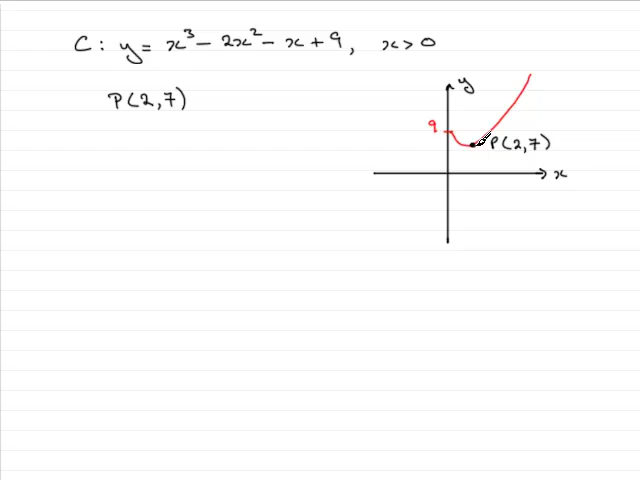 C: y = x³ - 2x² - x + 9, x > 0
P(2,7)
y
9
P(2,7)
x